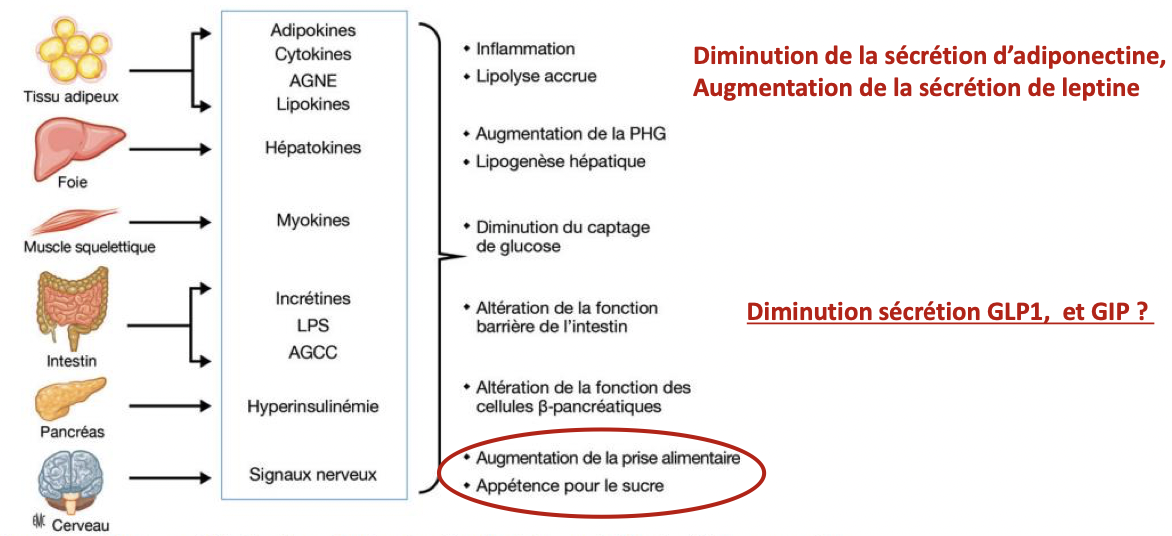 Adipokines
Cytokines
AGNE
Lipokines
Tissu adipeux
Inflammation
Lipolyse accrue
Diminution de la sécrétion d’adiponectine,
Augmentation de la sécrétion de leptine
Foie
Hépatokines
Augmentation de la PHG
Lipogenèse hépatique
Muscle squelettique
Myokines
Diminution du captage
de glucose
Intestin
Incrétines
LPS
AGCC
Altération de la fonction
barrière de l’intestin
Diminution sécrétion GLP1, et GIP ?
Pancréas
Hyperinsulinémie
Altération de la fonction des
cellules β-pancréatiques
Cerveau
Signaux nerveux
Augmentation de la prise alimentaire
Appétence pour le sucre